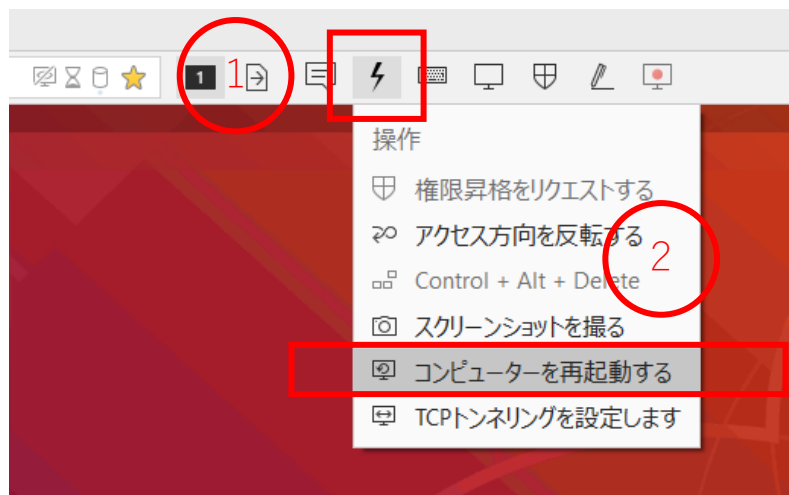 1
1
操作
権限昇格をリクエストする
アクセス方向を反転する
2
Control + Alt + Delete
スクリーンショットを撮る
コンピューターを再起動する
TCPトンネリングを設定します